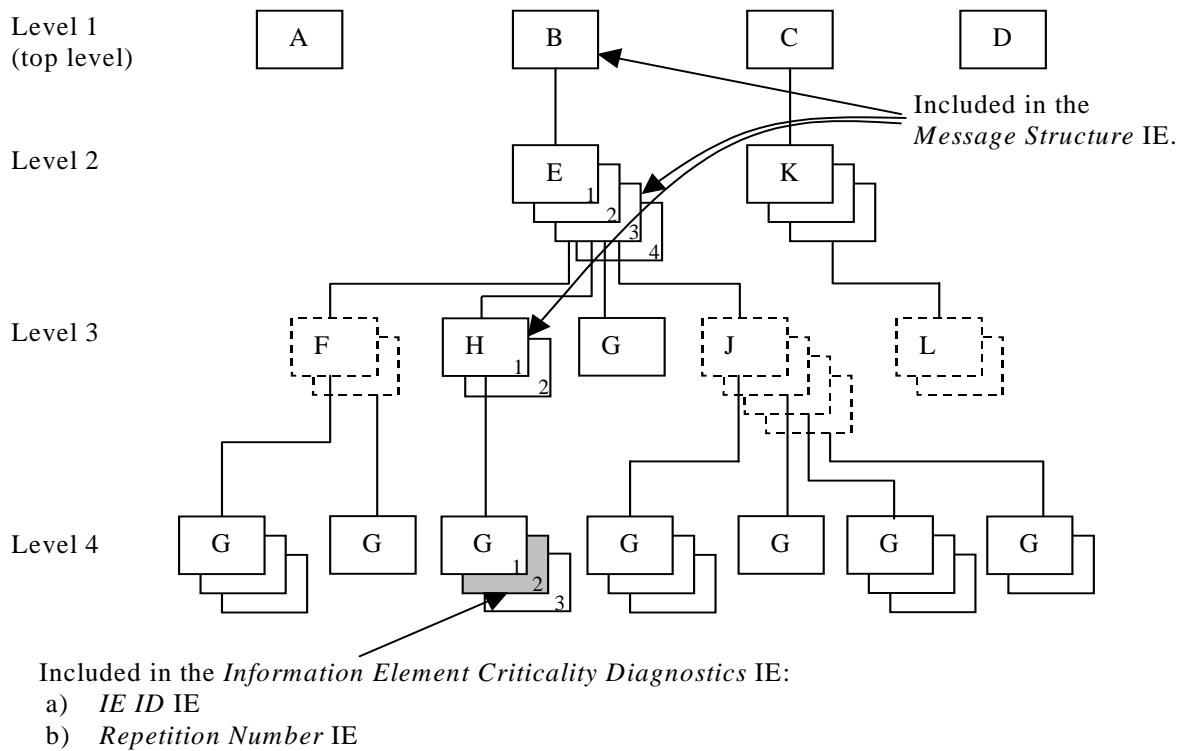 Level 1
(top level)
A
B
C
D
Included in the
Message Structure IE.
Level 2
E
1
2
3
4
K
Level 3
F
H
1
2
G
J
L
Level 4
G
G
G
1
2
3
G
G
G
G
Included in the Information Element Criticality Diagnostics IE:
a) IE ID IE
b) Repetition Number IE